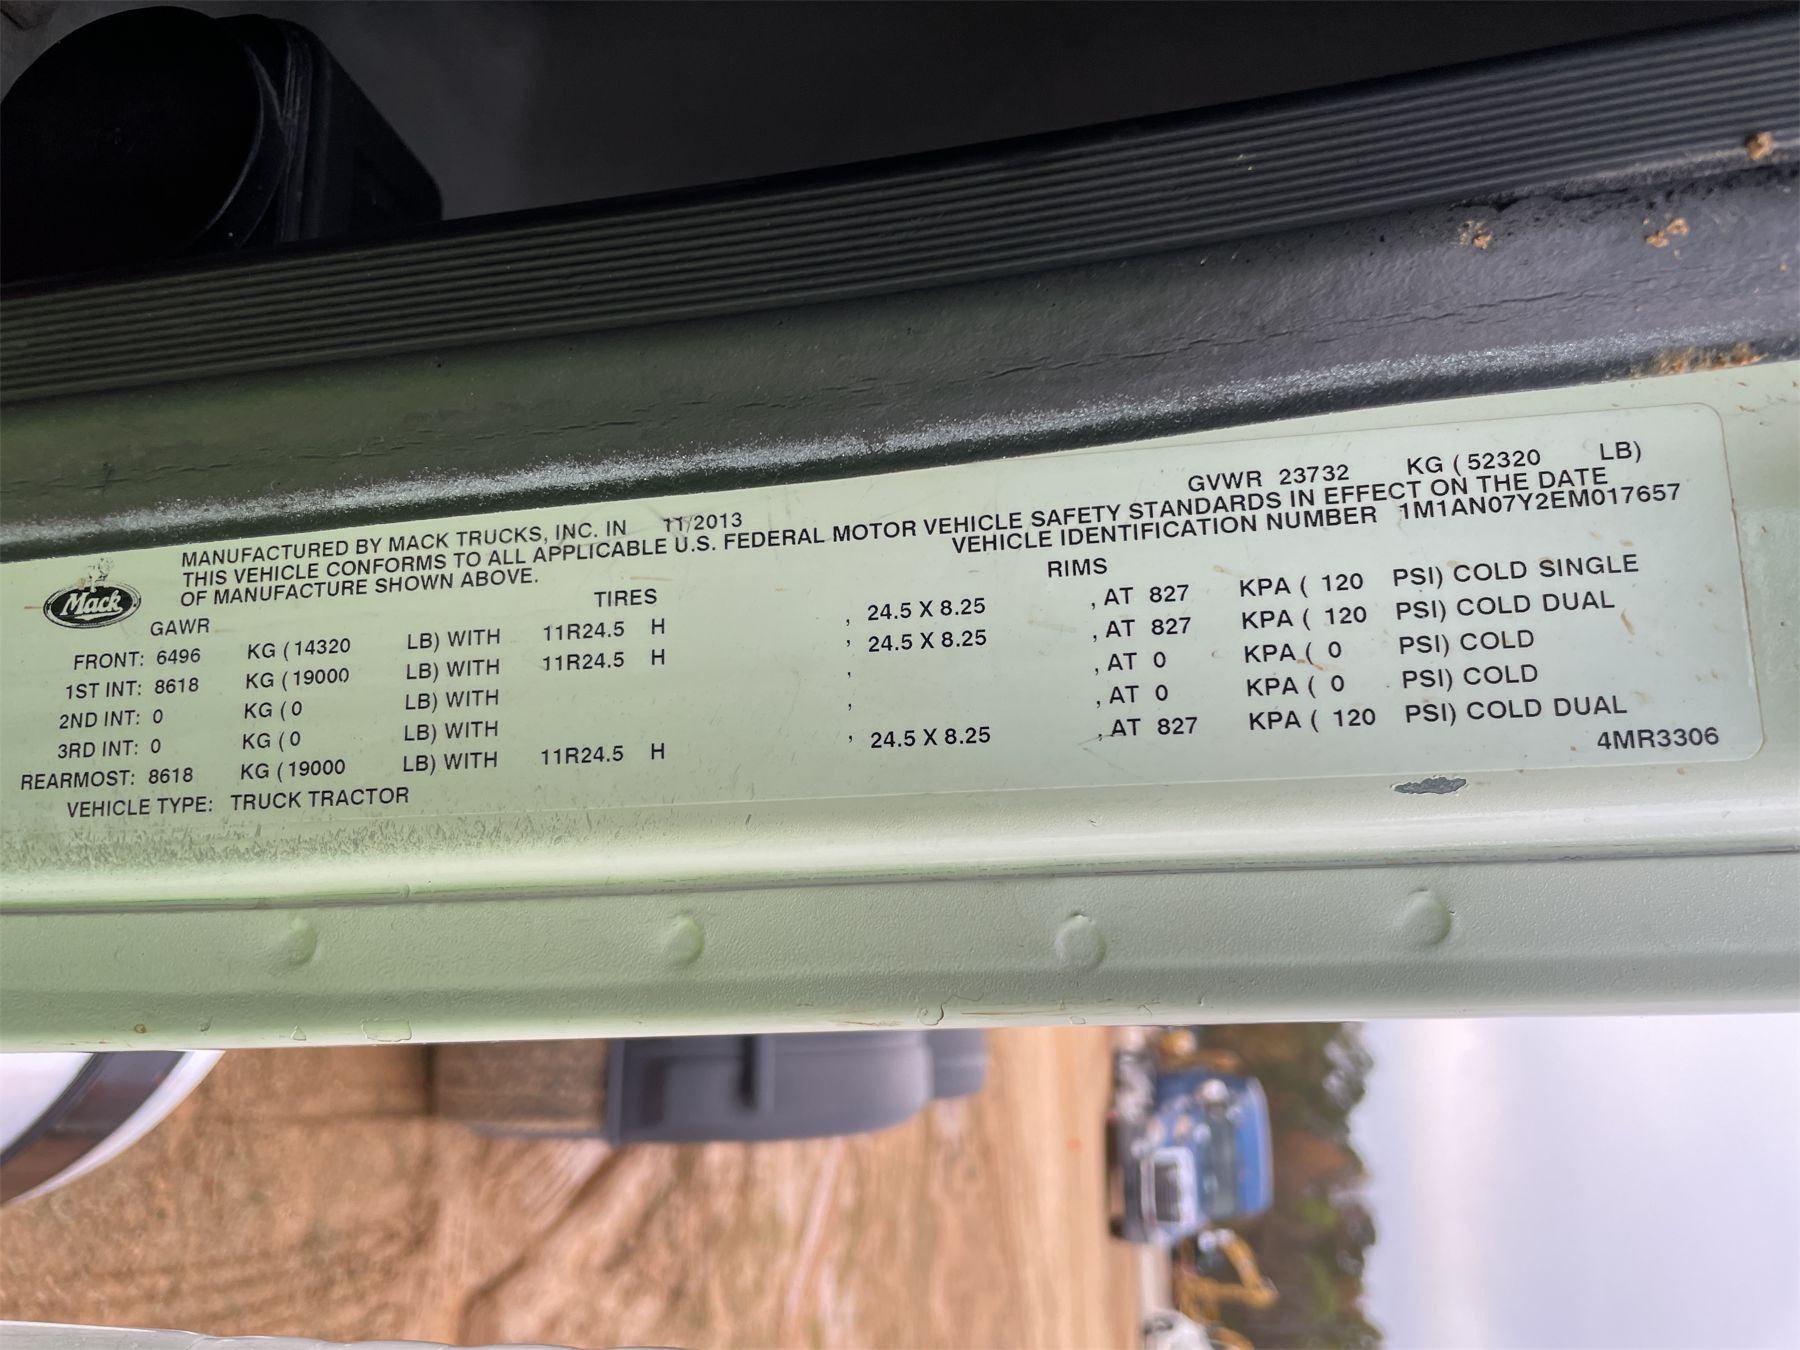 GVWR 23732 KG (52320 LB)
MANUFACTURED BY MACK TRUCKS, INC. IN 11/2013
THIS VEHICLE CONFORMS TO ALL APPLICABLE U.S. FEDERAL MOTOR VEHICLE SAFETY STANDARDS IN EFFECT ON THE DATE
OF MANUFACTURE SHOWN ABOVE. VEHICLE IDENTIFICATION NUMBER 1M1AN07Y2EM017657
Mack
GAWR TIRES RIMS
FRONT: 6496 KG (14320 LB) WITH 11R24.5 H , 24.5 X 8.25 , AT 827 KPA ( 120 PSI) COLD SINGLE
1ST INT: 8618 KG (19000 LB) WITH 11R24.5 H , 24.5 X 8.25 , AT 827 KPA ( 120 PSI) COLD DUAL
2ND INT: 0 KG (0 LB) WITH , , AT 0 KPA ( 0 PSI) COLD
3RD INT: 0 KG (0 LB) WITH , , AT 0 KPA ( 0 PSI) COLD
REARMOST: 8618 KG (19000 LB) WITH 11R24.5 H , 24.5 X 8.25 , AT 827 KPA ( 120 PSI) COLD DUAL
VEHICLE TYPE: TRUCK TRACTOR 4MR3306